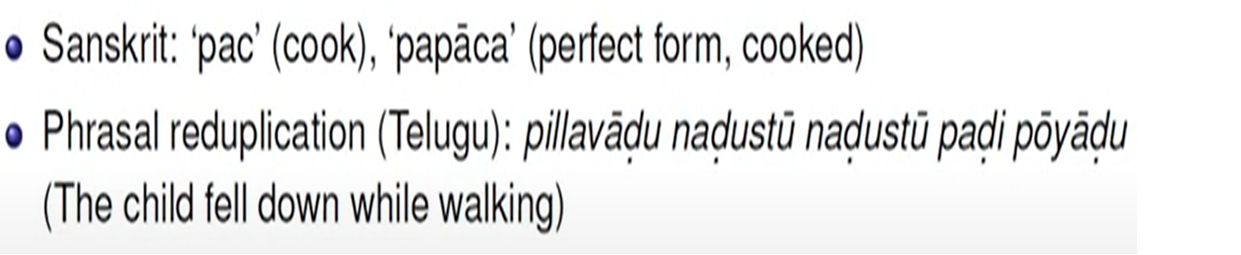 • Sanskrit: ‘pac’ (cook), ‘papāca’ (perfect form, cooked)
• Phrasal reduplication (Telugu): pillavāḍu naḍustū naḍustū paḍi pōyāḍu
(The child fell down while walking)